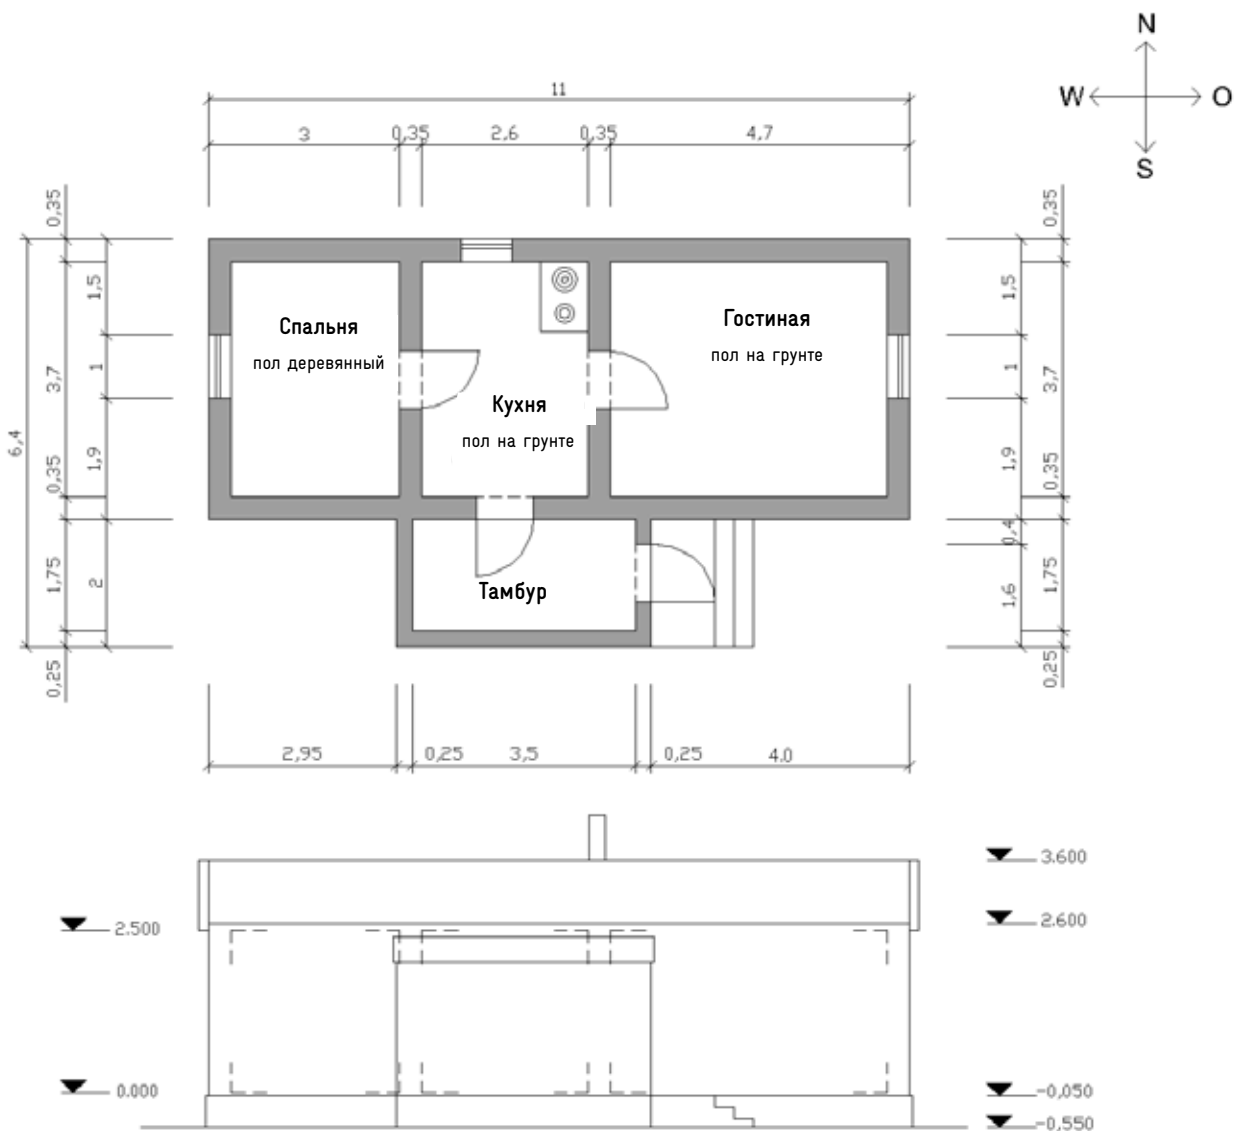 N
W O
S
11
3 0,35 2,6 0,35 4,7
0,35
0,35
1,5
1,5
Спальня
пол деревянный
Гостиная
пол на грунте
1
1
3,7
3,7
Кухня
пол на грунте
6,4
1,9
1,9
0,35
0,35
0,4
Тамбур
1,75
2
1,6
1,75
0,25
0,25
2,95 0,25 3,5 0,25 4.0
3.600
2.500
2.600
0.000
-0,050
-0,550